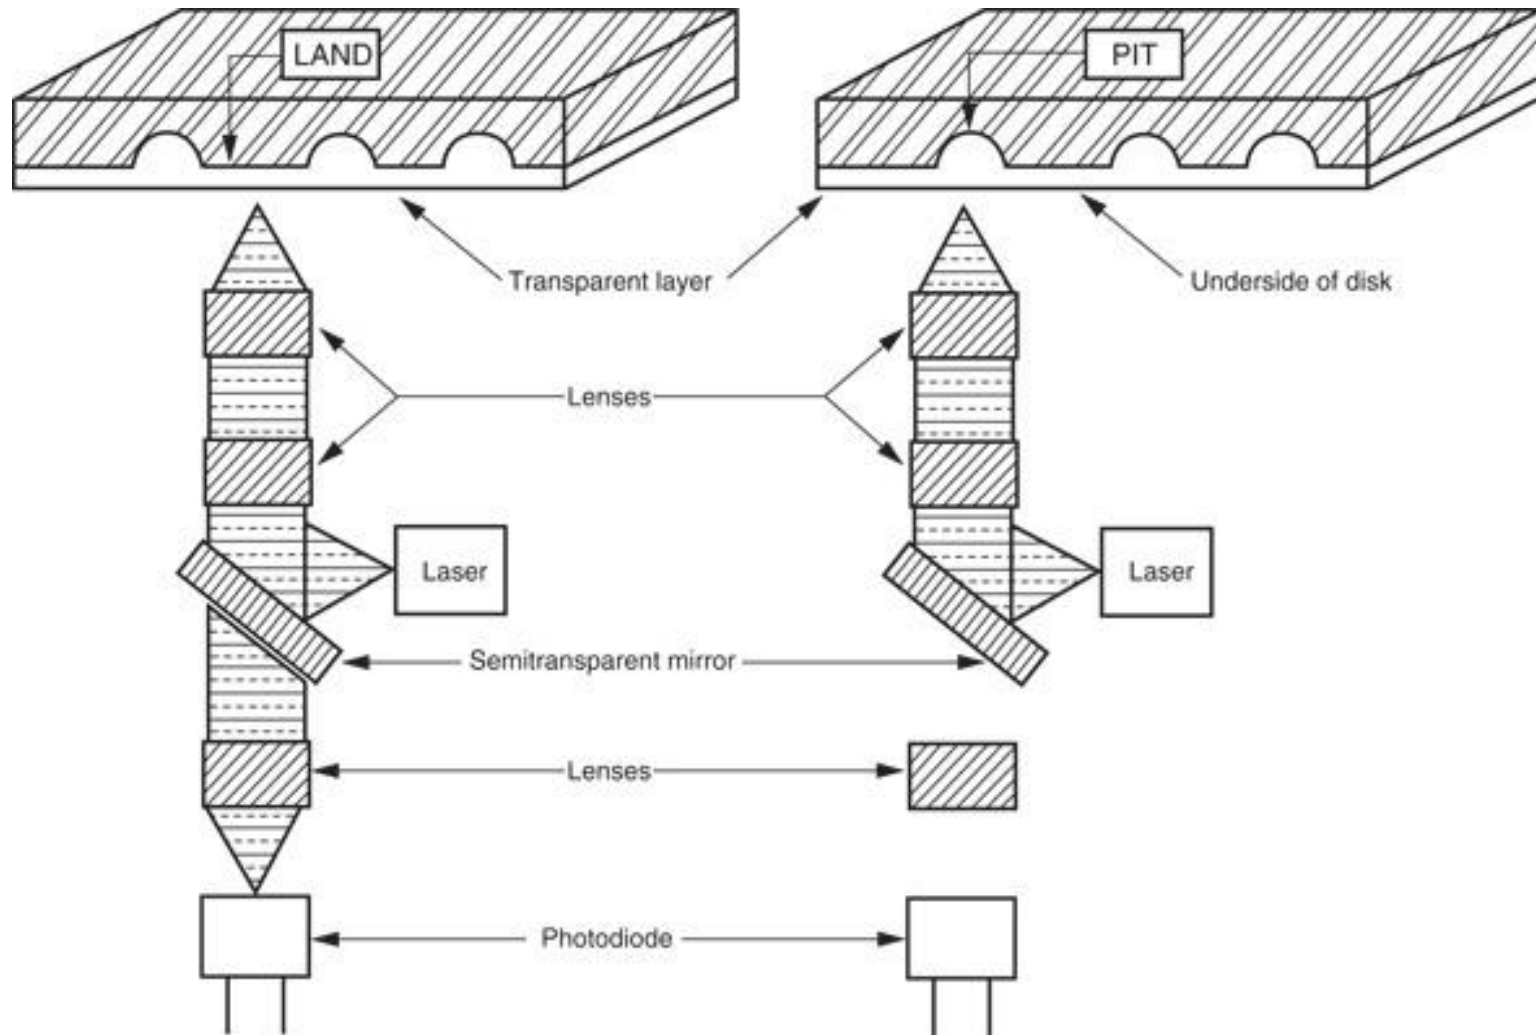 LAND
PIT
Transparent layer
Underside of disk
Lenses
Laser
Laser
Semitransparent mirror
Lenses
Photodiode